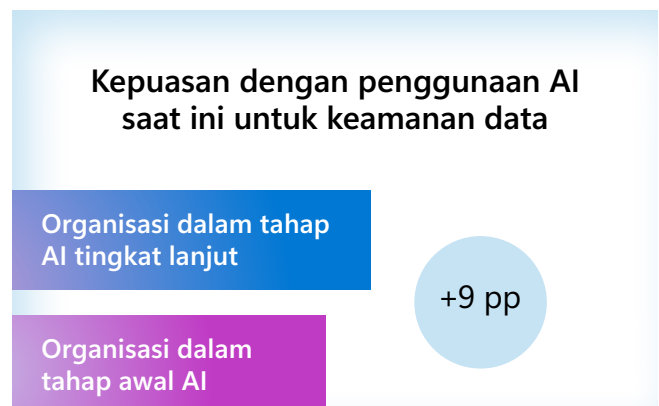 Kepuasan dengan penggunaan AI
saat ini untuk keamanan data
Organisasi dalam tahap
AI tingkat lanjut
+9 pp
Organisasi dalam
tahap awal AI